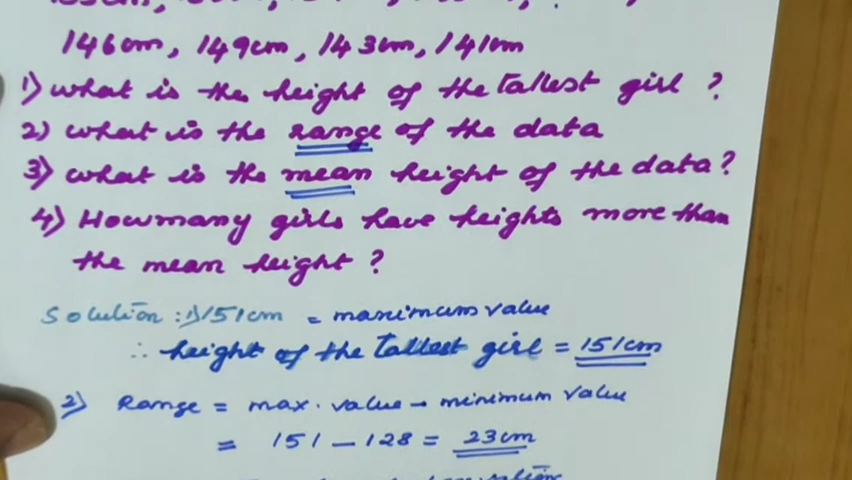 146cm, 149cm, 143cm, 141cm
1) what is the height of the tallest girl ?
2) what is the range of the data
3) what is the mean height of the data?
4) Howmany girls have heights more than
the mean height ?
Solution :1) 151cm = maximum value
∴ height of the tallest girl = 151cm
2) Range = max. value - minimum value
= 151 - 128 = 23cm